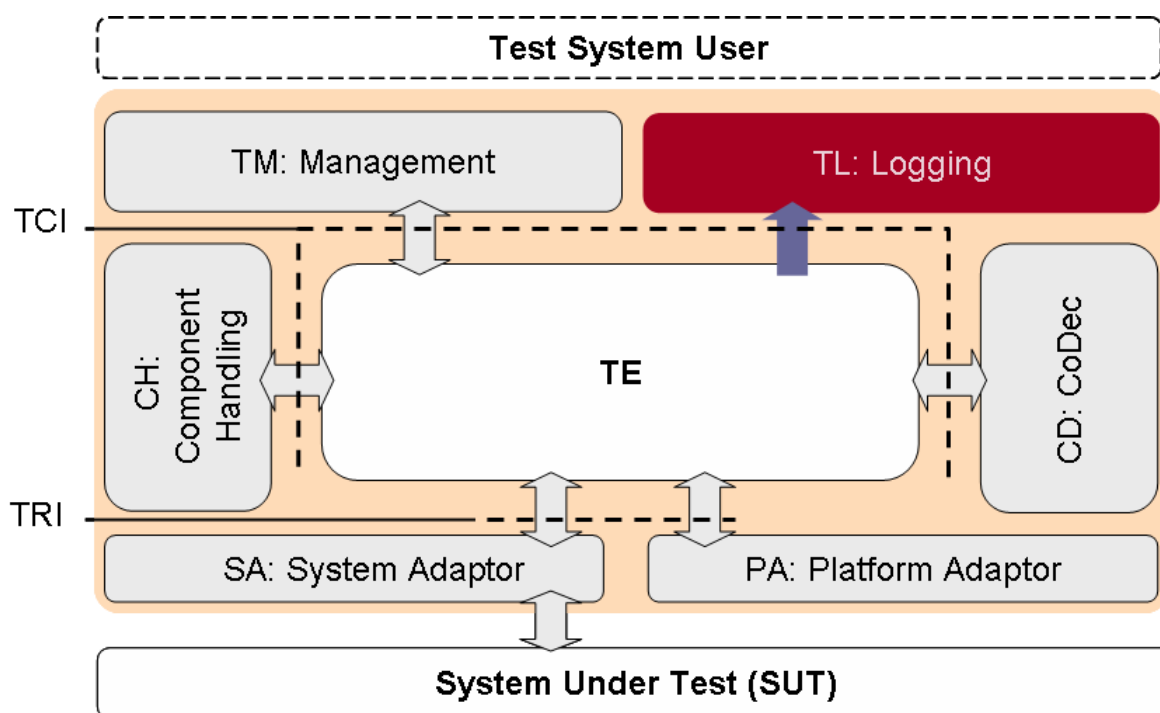 Test System User
TM: Management
TL: Logging
TCI
CH:
Component
Handling
TE
CD: CoDec
TRI
SA: System Adaptor
PA: Platform Adaptor
System Under Test (SUT)